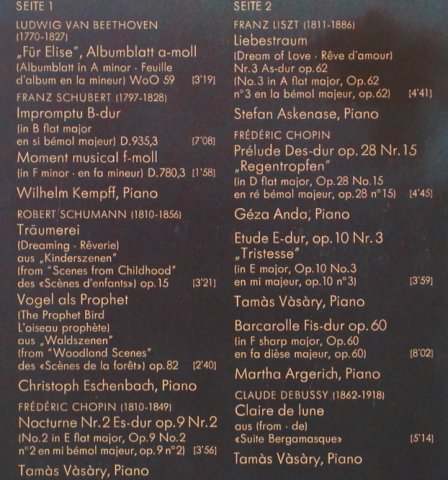 SEITE 1
LUDWIG VAN BEETHOVEN
(1770-1827)
„Für Elise", Albumblatt a-moll
(Albumblatt in A minor · Feuille
d'album en la mineur) WoO 59 [3'19]
FRANZ SCHUBERT (1797-1828)
Impromptu B-dur
(in B flat major
en si bémol majeur) D.935,3 [7'08]
Moment musical f-moll
(in F minor · en fa mineur) D.780,3 [1'58]
Wilhelm Kempff, Piano
ROBERT SCHUMANN (1810-1856)
Träumerei
(Dreaming · Rêverie)
aus „Kinderszenen"
(from "Scenes from Childhood"
des «Scènes d'enfants») op.15 [3'21]
Vogel als Prophet
(The Prophet Bird
L'oiseau prophète)
aus „Waldszenen"
(from "Woodland Scenes"
des «Scènes de la forêt») op.82 [2'40]
Christoph Eschenbach, Piano
FRÉDÉRIC CHOPIN (1810-1849)
Nocturne Nr.2 Es-dur op.9 Nr.2
(No.2 in E flat major, Op.9 No.2
n°2 en mi bémol majeur, op.9 n°2) [3'56]
Tamàs Vàsàry, Piano
SEITE 2
FRANZ LISZT (1811-1886)
Liebestraum
(Dream of Love · Rêve d'amour)
Nr.3 As-dur op.62
(No.3 in A flat major, Op.62
n°3 en la bémol majeur, op.62) [4'41]
Stefan Askenase, Piano
FRÉDÉRIC CHOPIN
Prélude Des-dur op.28 Nr.15
„Regentropfen"
(in D flat major, Op.28 No.15
en ré bémol majeur, op.28 n°15) [4'45]
Géza Anda, Piano
Etude E-dur, op.10 Nr.3
„Tristesse"
(in E major, Op.10 No.3
en mi majeur, op.10 n°3) [3'59]
Tamàs Vàsàry, Piano
Barcarolle Fis-dur op.60
(in F sharp major, Op.60
en fa dièse majeur, op.60) [8'02]
Martha Argerich, Piano
CLAUDE DEBUSSY (1862-1918)
Claire de lune
aus (from · de)
«Suite Bergamasque» [5'14]
Tamàs Vàsàry, Piano